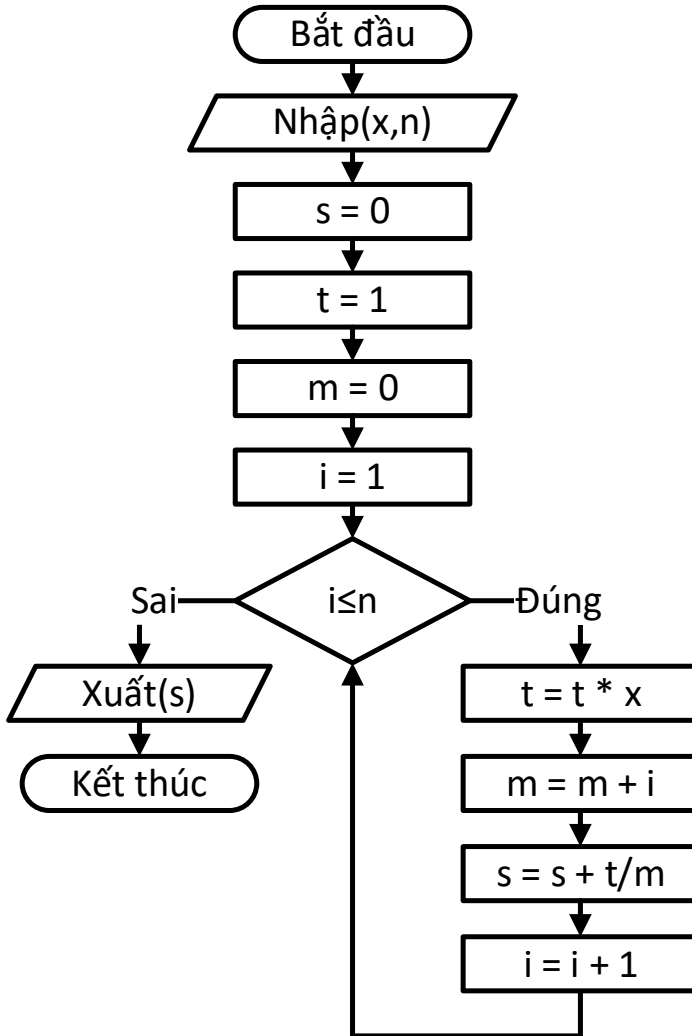 Bắt đầu
Nhập(x,n)
s = 0
t = 1
m = 0
i = 1
i≤n
Sai
Đúng
Xuất(s)
Kết thúc
t = t * x
m = m + i
s = s + t/m
i = i + 1